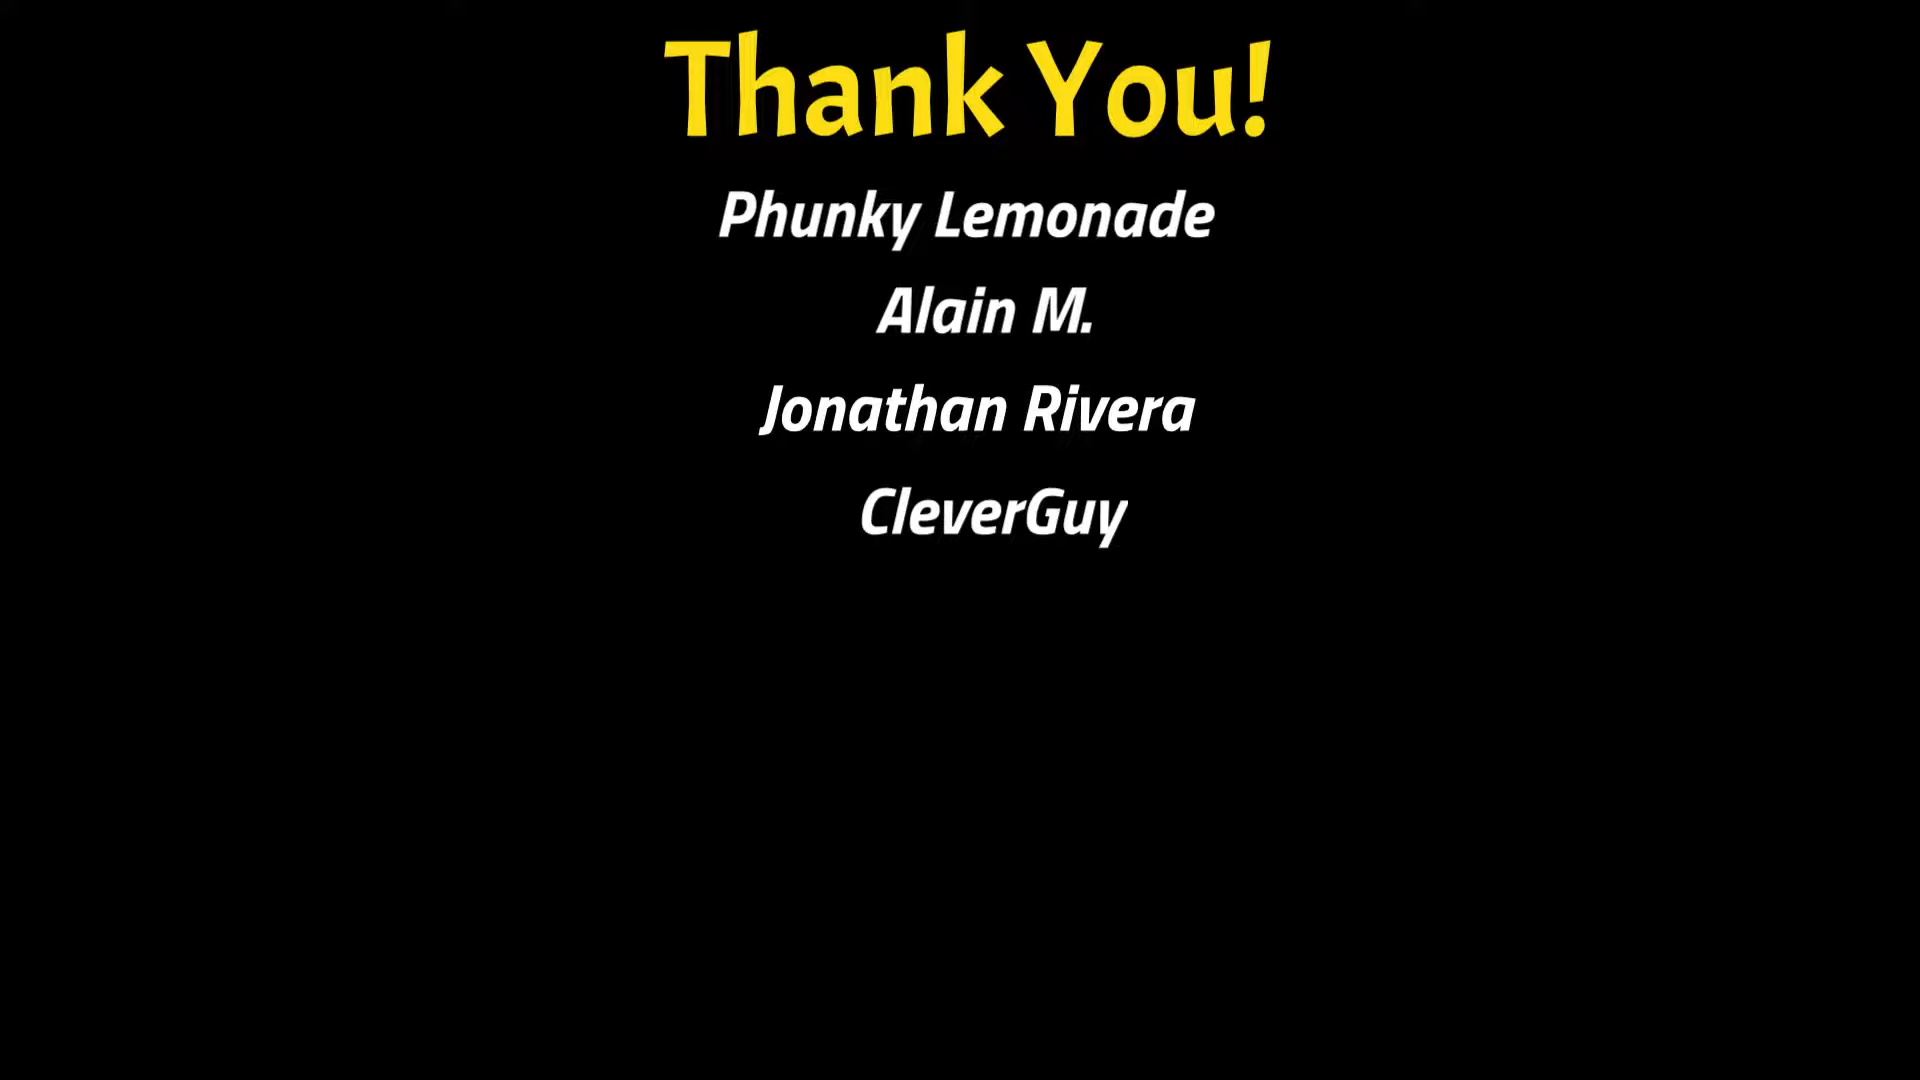 Thank You!
Phunky Lemonade
Alain M.
Jonathan Rivera
CleverGuy